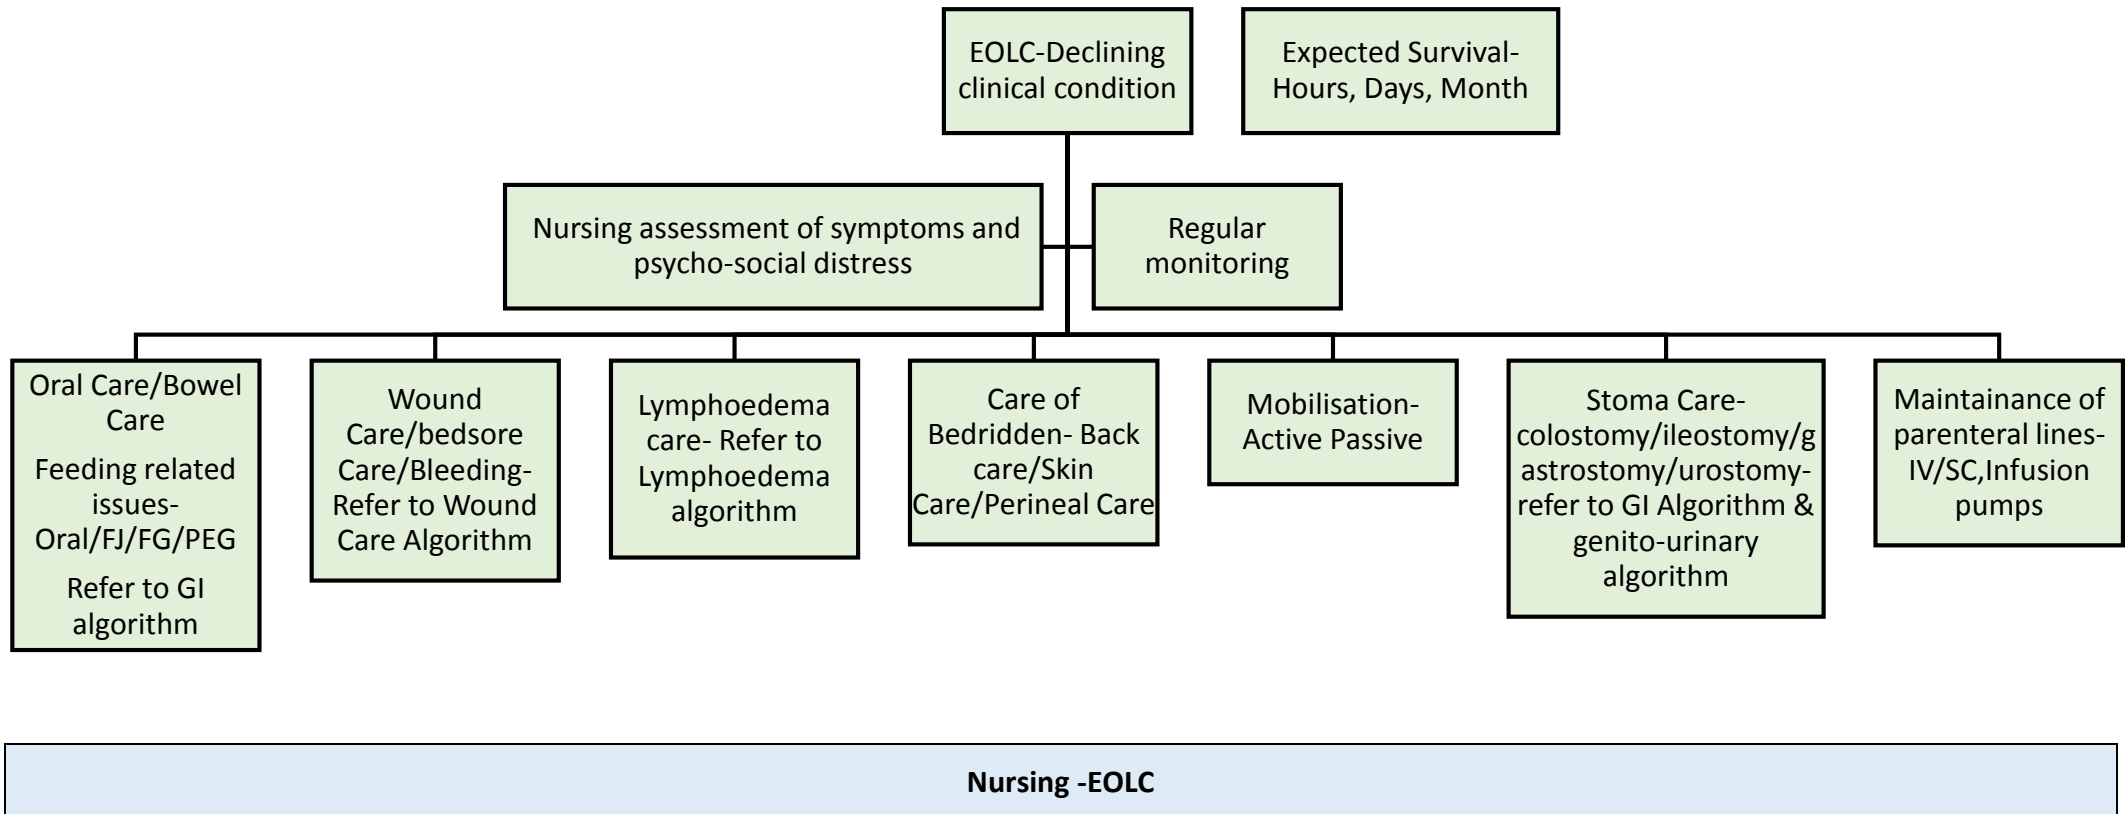 EOLC-Declining
clinical condition
Expected Survival-
Hours, Days, Month
Nursing assessment of symptoms and
psycho-social distress
Regular
monitoring
Oral Care/Bowel
Care
Feeding related
issues-
Oral/FJ/FG/PEG
Refer to GI
algorithm
Wound
Care/bedsore
Care/Bleeding-
Refer to Wound
Care Algorithm
Lymphoedema
care- Refer to
Lymphoedema
algorithm
Care of
Bedridden- Back
care/Skin
Care/Perineal Care
Mobilisation-
Active Passive
Stoma Care-
colostomy/ileostomy/g
astrostomy/urostomy-
refer to GI Algorithm &
genito-urinary
algorithm
Maintainance of
parenteral lines-
IV/SC,Infusion
pumps
Nursing -EOLC